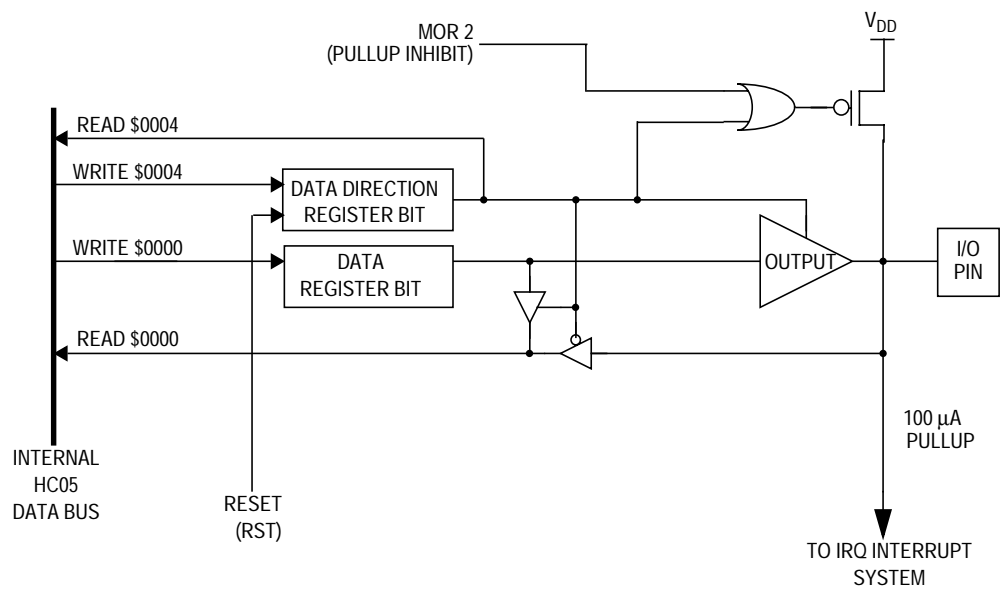 V_DD
MOR 2
(PULLUP INHIBIT)
READ $0004
WRITE $0004
DATA DIRECTION
REGISTER BIT
WRITE $0000
DATA
REGISTER BIT
OUTPUT
I/O
PIN
READ $0000
100 µA
PULLUP
INTERNAL
HC05
DATA BUS
RESET
(RST)
TO IRQ INTERRUPT
SYSTEM